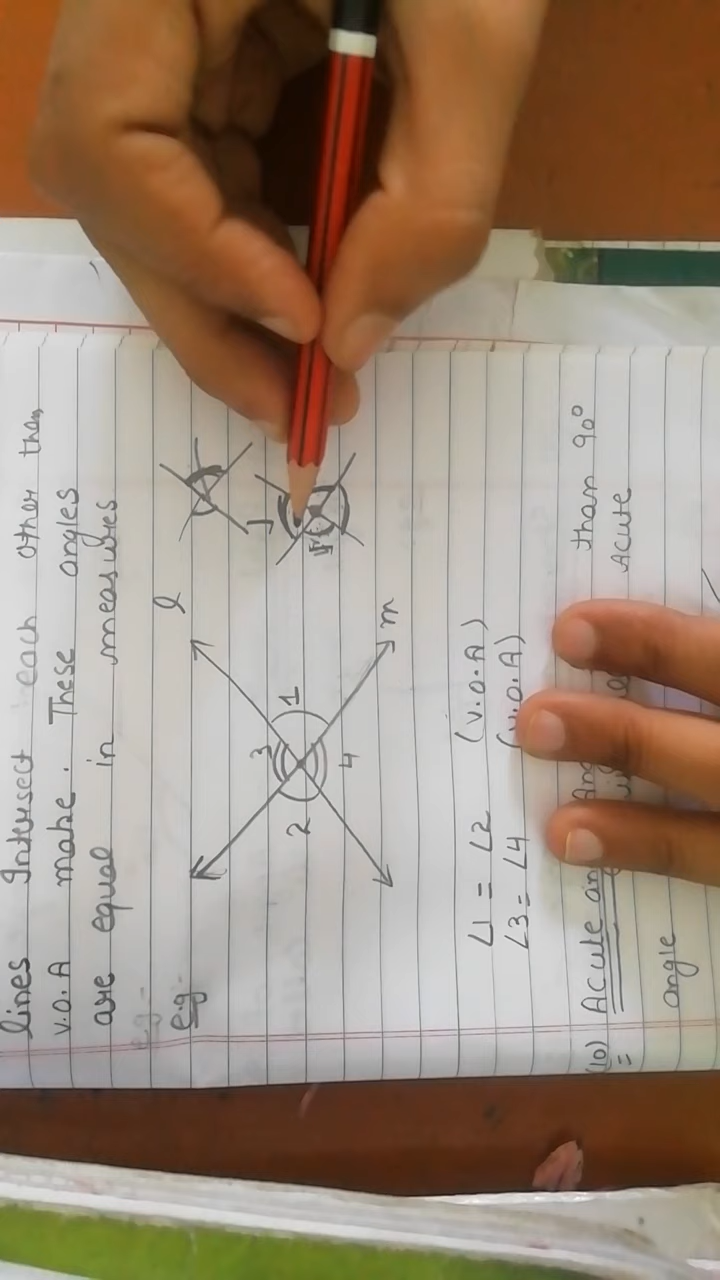 lines Intersect each other then
V.O.A make. These angles
are equal in measures
e.g-
l
3
1
2
4
m
∠1 = ∠2 (V.O.A)
∠3 = ∠4 (V.O.A)
(10) Acute than 90°
Acute
angle